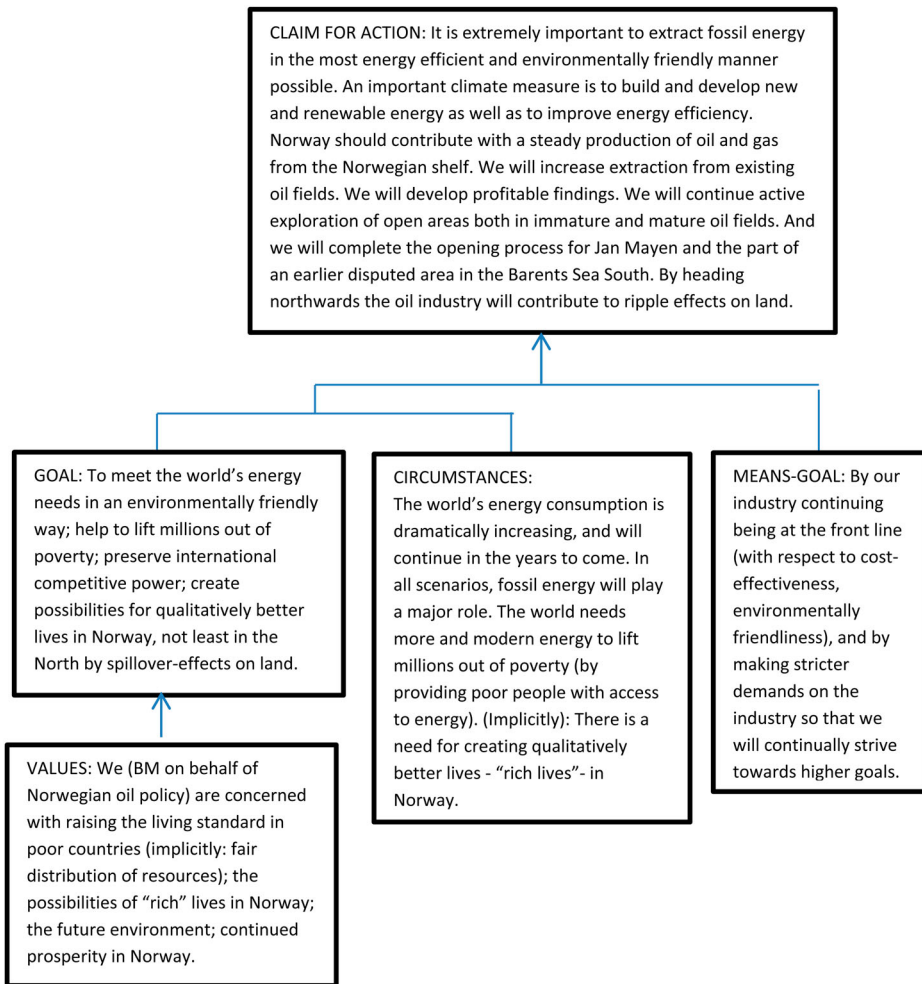 CLAIM FOR ACTION: It is extremely important to extract fossil energy
in the most energy efficient and environmentally friendly manner
possible. An important climate measure is to build and develop new
and renewable energy as well as to improve energy efficiency.
Norway should contribute with a steady production of oil and gas
from the Norwegian shelf. We will increase extraction from existing
oil fields. We will develop profitable findings. We will continue active
exploration of open areas both in immature and mature oil fields. And
we will complete the opening process for Jan Mayen and the part of
an earlier disputed area in the Barents Sea South. By heading
northwards the oil industry will contribute to ripple effects on land.
GOAL: To meet the world's energy
needs in an environmentally friendly
way; help to lift millions out of
poverty; preserve international
competitive power; create
possibilities for qualitatively better
lives in Norway, not least in the
North by spillover-effects on land.
CIRCUMSTANCES:
The world's energy consumption is
dramatically increasing, and will
continue in the years to come. In
all scenarios, fossil energy will play
a major role. The world needs
more and modern energy to lift
millions out of poverty (by
providing poor people with access
to energy). (Implicitly): There is a
need for creating qualitatively
better lives - "rich lives"- in
Norway.
MEANS-GOAL: By our
industry continuing
being at the front line
(with respect to cost-
effectiveness,
environmentally
friendliness), and by
making stricter
demands on the
industry so that we
will continually strive
towards higher goals.
VALUES: We (BM on behalf of
Norwegian oil policy) are concerned
with raising the living standard in
poor countries (implicitly: fair
distribution of resources); the
possibilities of "rich" lives in Norway;
the future environment; continued
prosperity in Norway.